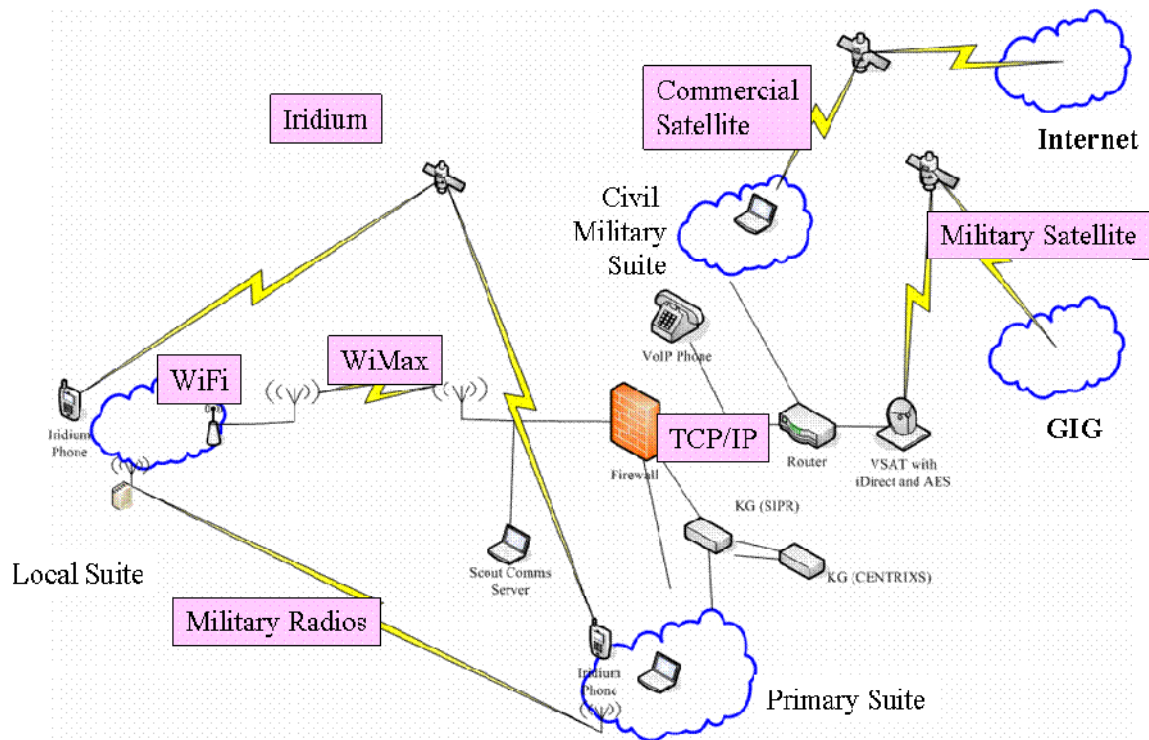 Commercial
Satellite
Iridium
Internet
Civil
Military
Suite
Military Satellite
VoIP Phone
WiMax
WiFi
GIG
TCP/IP
Iridium
Phone
Firewall
Router
VSAT with
iDirect and AES
KG (SIPR)
Local Suite
Scout Comms
Server
KG (CENTRIXS)
Military Radios
Iridium
Phone
Primary Suite